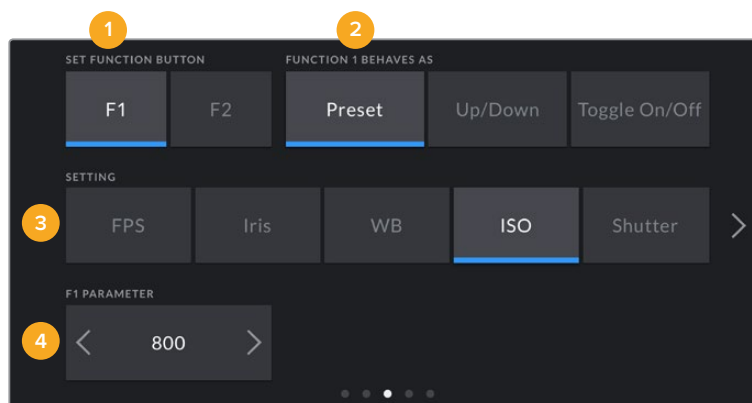 1 2
SET FUNCTION BUTTON FUNCTION 1 BEHAVES AS
F1 F2 Preset Up/Down Toggle On/Off
SETTING
3 FPS Iris WB ISO Shutter
F1 PARAMETER
4 800